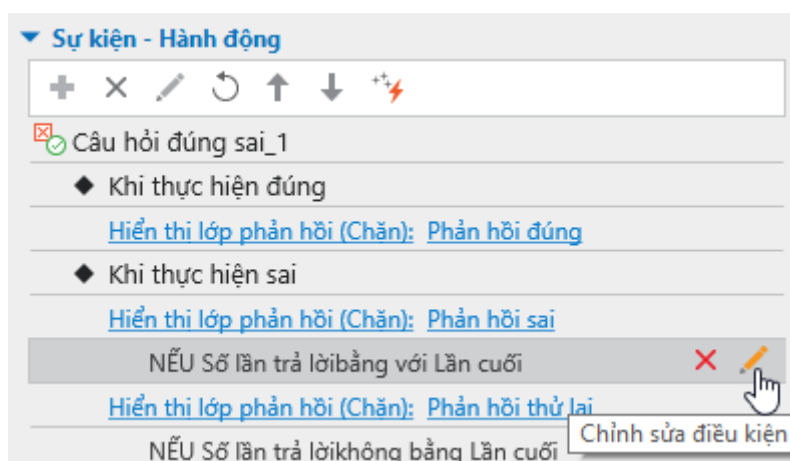 Sự kiện - Hành động
Câu hỏi đúng sai_1
Khi thực hiện đúng
Hiển thị lớp phản hồi (Chặn): Phản hồi đúng
Khi thực hiện sai
Hiển thị lớp phản hồi (Chặn): Phản hồi sai
NẾU Số lần trả lờibằng với Lần cuối
Hiển thị lớp phản hồi (Chặn): Phản hồi thử lại
Chỉnh sửa điều kiện
NẾU Số lần trả lờikhông bằng Lần cuối